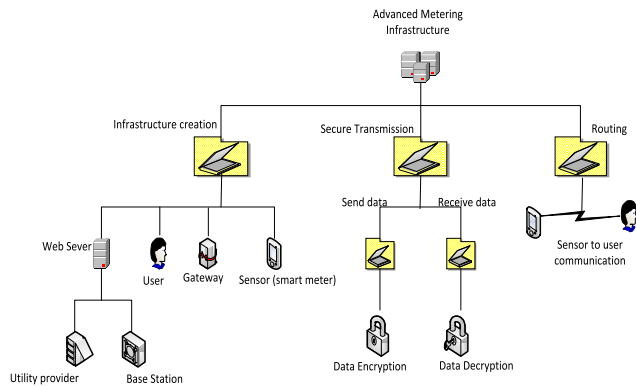 Advanced Metering
Infrastructure
Infrastructure creation
Secure Transmission
Routing
Send data
Receive data
Web Sever
User
Gateway
Sensor (smart meter)
Sensor to user
communication
Utility provider
Base Station
Data Encryption
Data Decryption